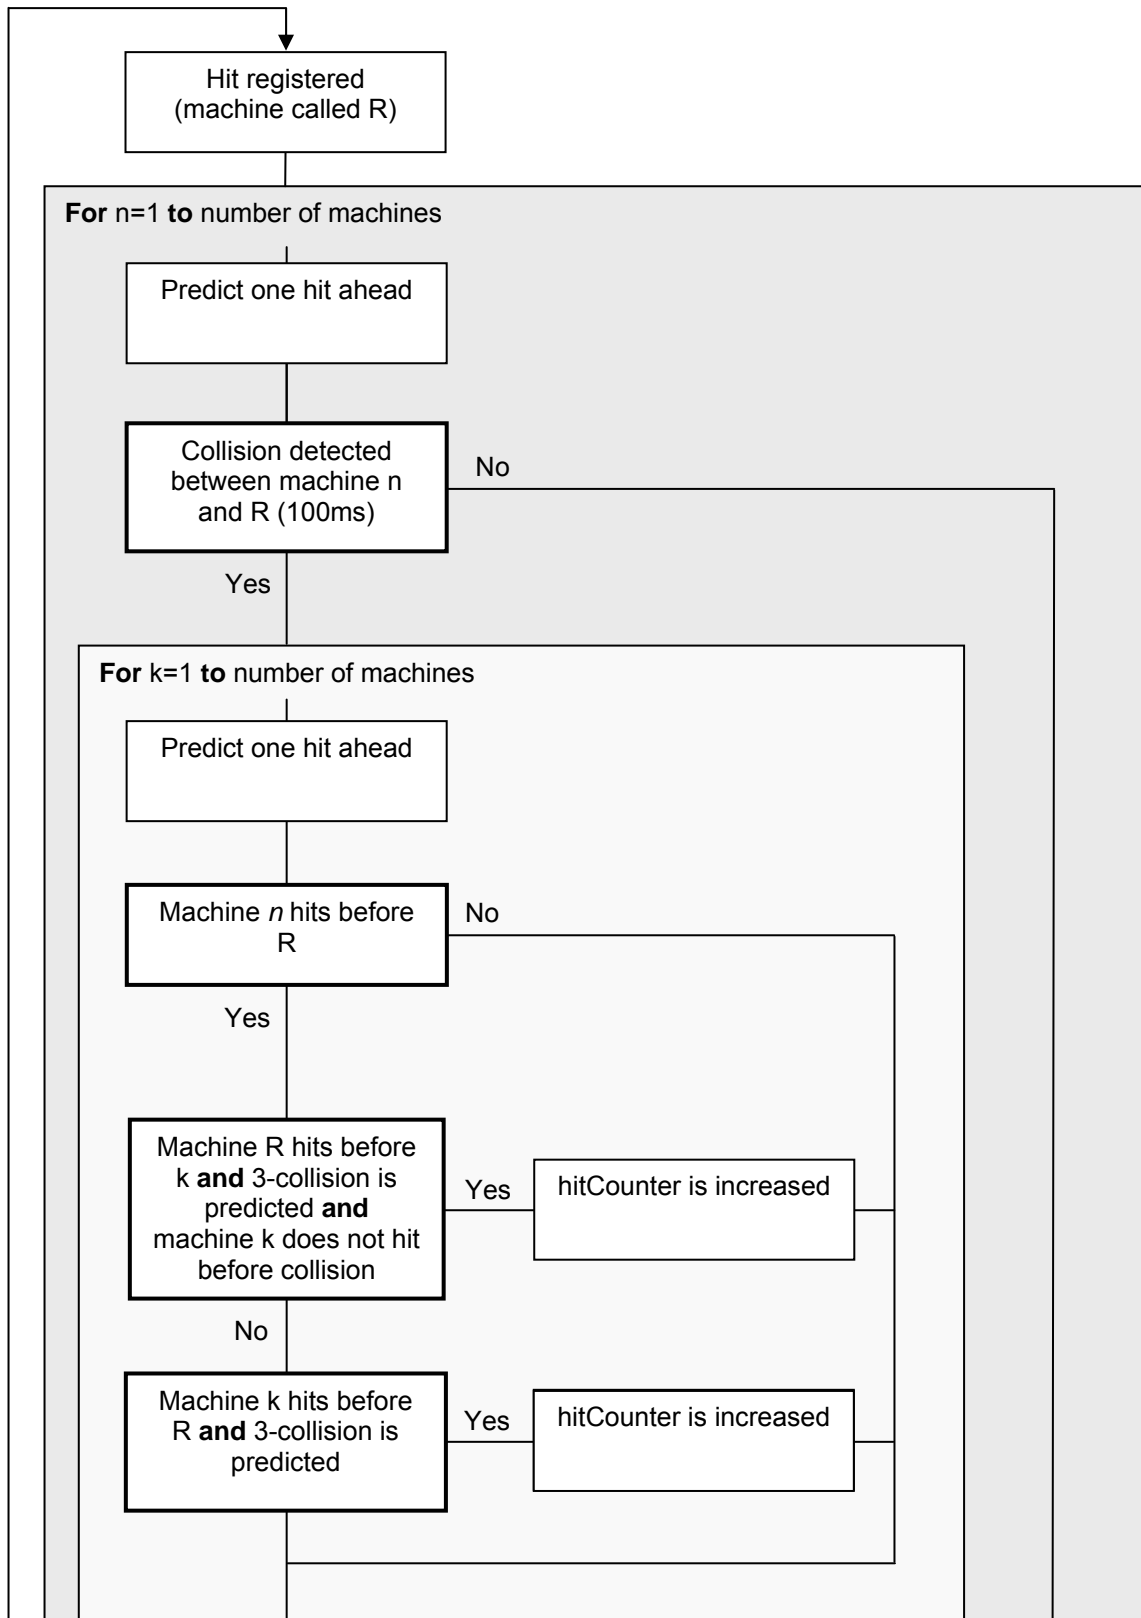 Hit registered
(machine called R)
For n=1 to number of machines
Predict one hit ahead
Collision detected
between machine n
and R (100ms)
No
Yes
For k=1 to number of machines
Predict one hit ahead
Machine n hits before
R
No
Yes
Machine R hits before
k and 3-collision is
predicted and
machine k does not hit
before collision
Yes
hitCounter is increased
No
Machine k hits before
R and 3-collision is
predicted
Yes
hitCounter is increased